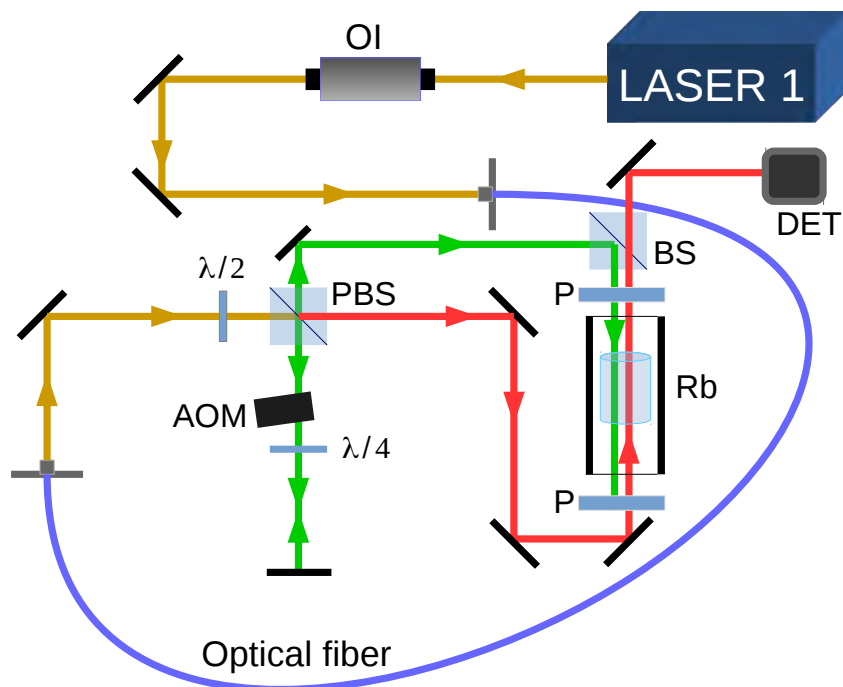 OI
LASER 1
DET
BS
λ/2
PBS
P
Rb
AOM
λ/4
P
Optical fiber